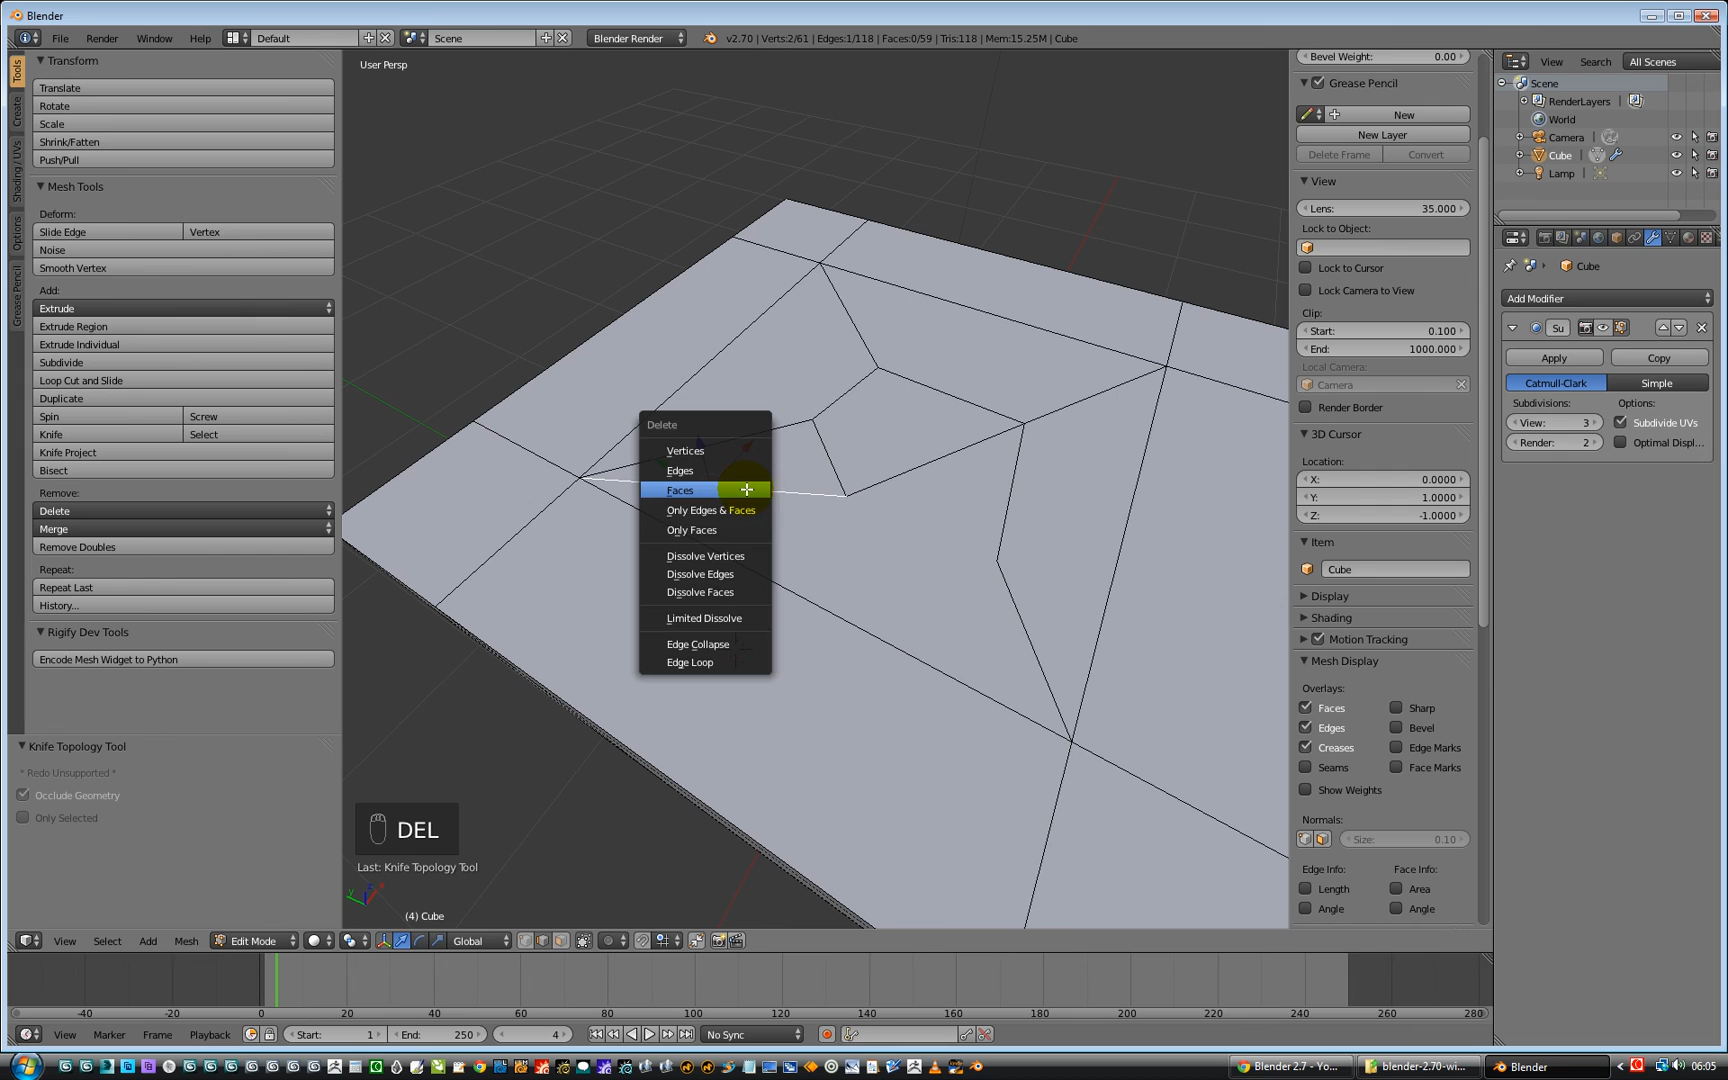 Blender
File Render Window Help Default Scene Blender Render v2.70 | Verts:2/61 | Edges:1/118 | Faces:0/59 | Tris:118 | Mem:15.25M | Cube
Tools
Create
Shading / UVs
Options
Grease Pencil
Transform
Translate
Rotate
Scale
Shrink/Fatten
Push/Pull
Mesh Tools
Deform:
Slide Edge Vertex
Noise
Smooth Vertex
Add:
Extrude
Extrude Region
Extrude Individual
Subdivide
Loop Cut and Slide
Duplicate
Spin Screw
Knife Select
Knife Project
Bisect
Remove:
Delete
Merge
Remove Doubles
Repeat:
Repeat Last
History...
Rigify Dev Tools
Encode Mesh Widget to Python
Knife Topology Tool
* Redo Unsupported *
Occlude Geometry
Only Selected
User Persp
Delete
Vertices
Edges
Faces
Only Edges & Faces
Only Faces
Dissolve Vertices
Dissolve Edges
Dissolve Faces
Limited Dissolve
Edge Collapse
Edge Loop
DEL
Last: Knife Topology Tool
(4) Cube
Bevel Weight: 0.00
Grease Pencil
New
New Layer
Delete Frame Convert
View
Lens: 35.000
Lock to Object:
Lock to Cursor
Lock Camera to View
Clip:
Start: 0.100
End: 1000.000
Local Camera:
Camera
Render Border
3D Cursor
Location:
X: 0.0000
Y: 1.0000
Z: -1.0000
Item
Cube
Display
Shading
Motion Tracking
Mesh Display
Overlays:
Faces Sharp
Edges Bevel
Creases Edge Marks
Seams Face Marks
Show Weights
Normals:
Size: 0.10
Edge Info: Face Info:
Length Area
Angle Angle
View Search All Scenes
Scene
RenderLayers
World
Camera
Cube
Lamp
Cube
Add Modifier
Su
Apply Copy
Catmull-Clark Simple
Subdivisions: Options:
View: 3 Subdivide UVs
Render: 2 Optimal Displ...
View Select Add Mesh Edit Mode Global
-40 -20 0 20 40 60 80 100 120 140 160 180 200 220 240 260 280
View Marker Frame Playback Start: 1 End: 250 4 No Sync
Blender 2.7 - Yo... blender-2.70-wi... Blender 06:05